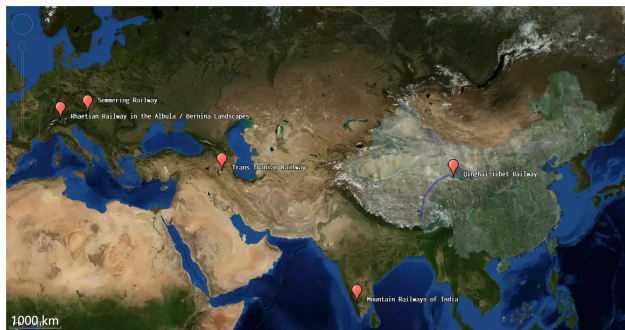 Semmering Railway
Rhaetian Railway in the Albula / Bernina Landscapes
Trans-Iranian Railway
Qinghai-Tibet Railway
Mountain Railways of India
1000 km